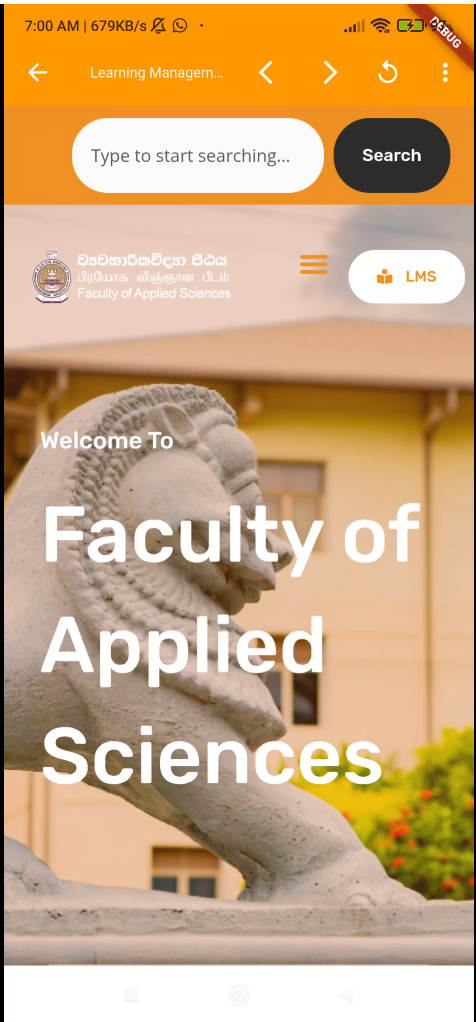 7:00 AM | 679KB/s
DEBUG
Learning Managem...
Type to start searching...
Search
ව්‍යවහාරික විද්‍යා පීඨය
பிரயோக விஞ்ஞான பீடம்
Faculty of Applied Sciences
LMS
Welcome To
Faculty of
Applied
Sciences